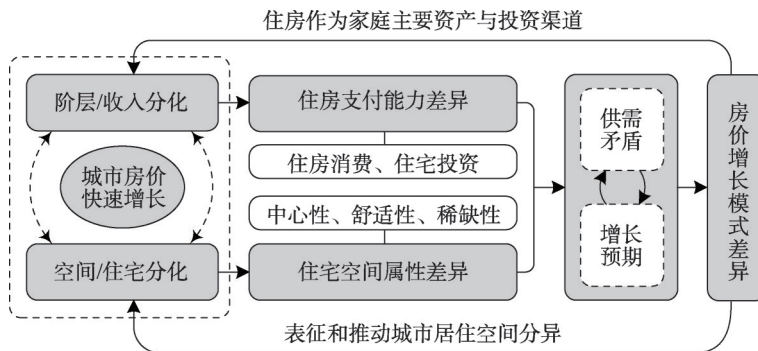 住房作为家庭主要资产与投资渠道
阶层/收入分化
住房支付能力差异
住房消费、住宅投资
城市房价
快速增长
中心性、舒适性、稀缺性
空间/住宅分化
住宅空间属性差异
供需
矛盾
增长
预期
房价增长模式差异
表征和推动城市居住空间分异